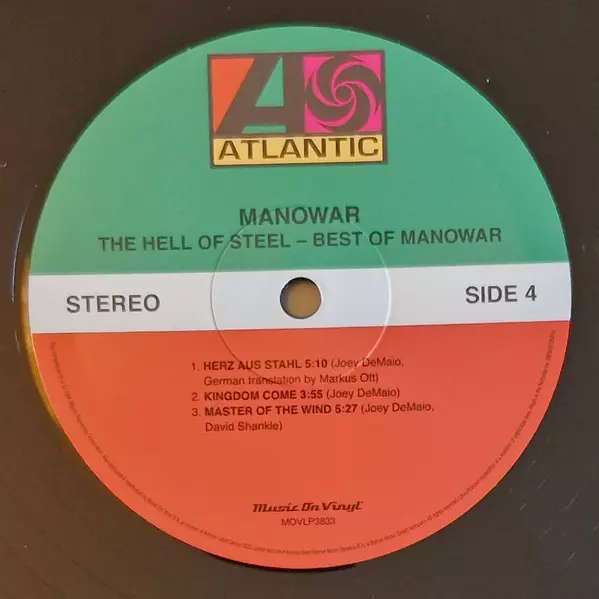 ATLANTIC
MANOWAR
THE HELL OF STEEL – BEST OF MANOWAR
STEREO
SIDE 4
1. HERZ AUS STAHL 5:10 (Joey DeMaio,
German translation by Markus Ott)
2. KINGDOM COME 3:55 (Joey DeMaio)
3. MASTER OF THE WIND 5:27 (Joey DeMaio,
David Shankle)
Music On Vinyl
MOVLP3833